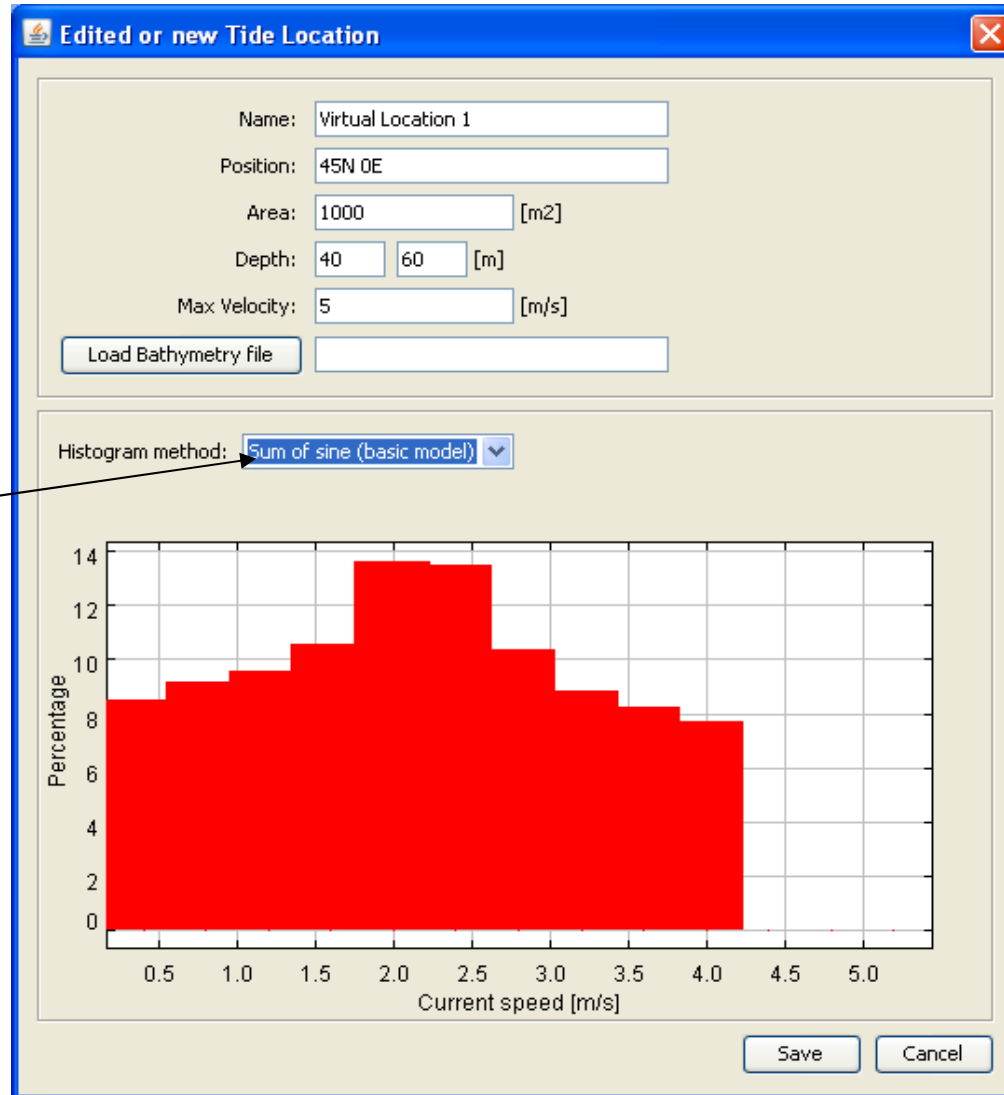 Edited or new Tide Location
Name: Virtual Location 1
Position: 45N 0E
Area: 1000 [m2]
Depth: 40 60 [m]
Max Velocity: 5 [m/s]
Load Bathymetry file
Histogram method: Sum of sine (basic model)
14
12
10
8
6
4
2
0
Percentage
0.5 1.0 1.5 2.0 2.5 3.0 3.5 4.0 4.5 5.0
Current speed [m/s]
Save Cancel